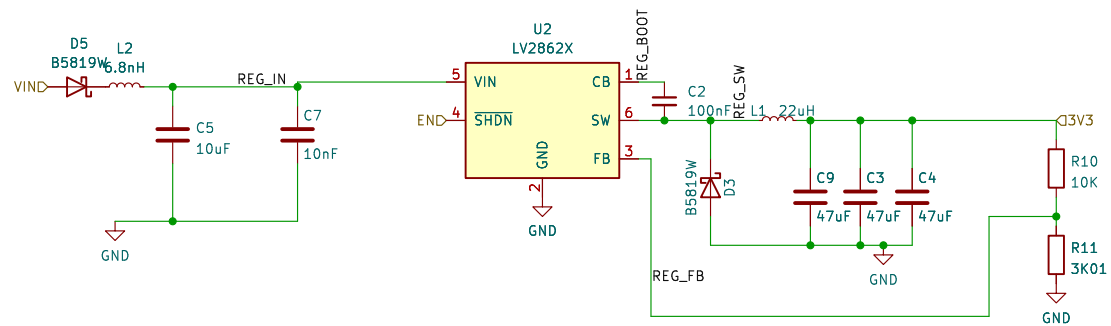 REG_BOOT
U2
LV2862X
D5
B5819W
L2
6.8nH
VIN
REG_IN
5
VIN
CB
1
C2
100nF
REG_SW
L1
22uH
C5
10uF
C7
10nF
EN
4
SHDN
SW
6
3V3
GND
FB
3
2
GND
B5819W
D3
C9
47uF
C3
47uF
C4
47uF
R10
10K
R11
3K01
GND
REG_FB
GND
GND